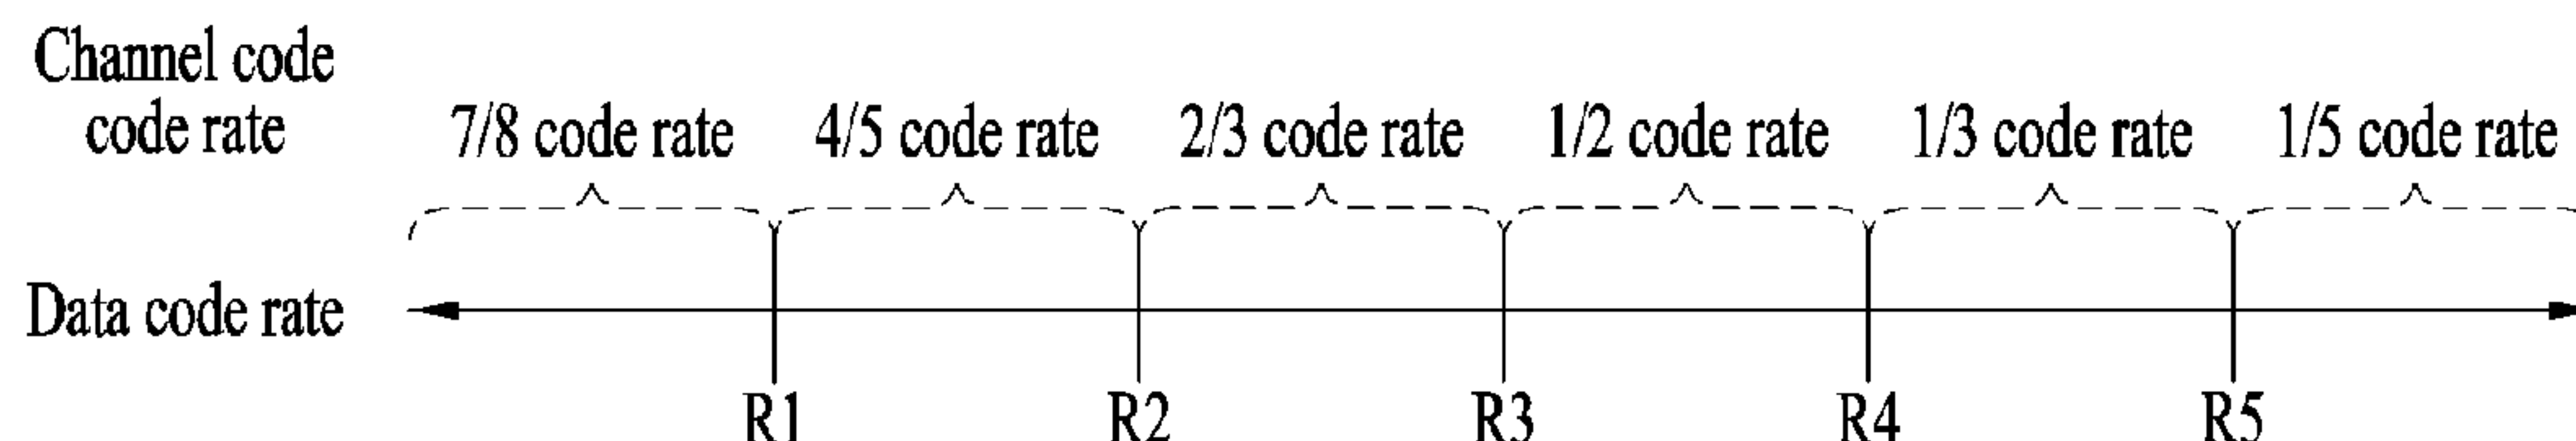 Channel code
code rate
7/8 code rate 4/5 code rate 2/3 code rate 1/2 code rate 1/3 code rate 1/5 code rate
Data code rate
R1 R2 R3 R4 R5